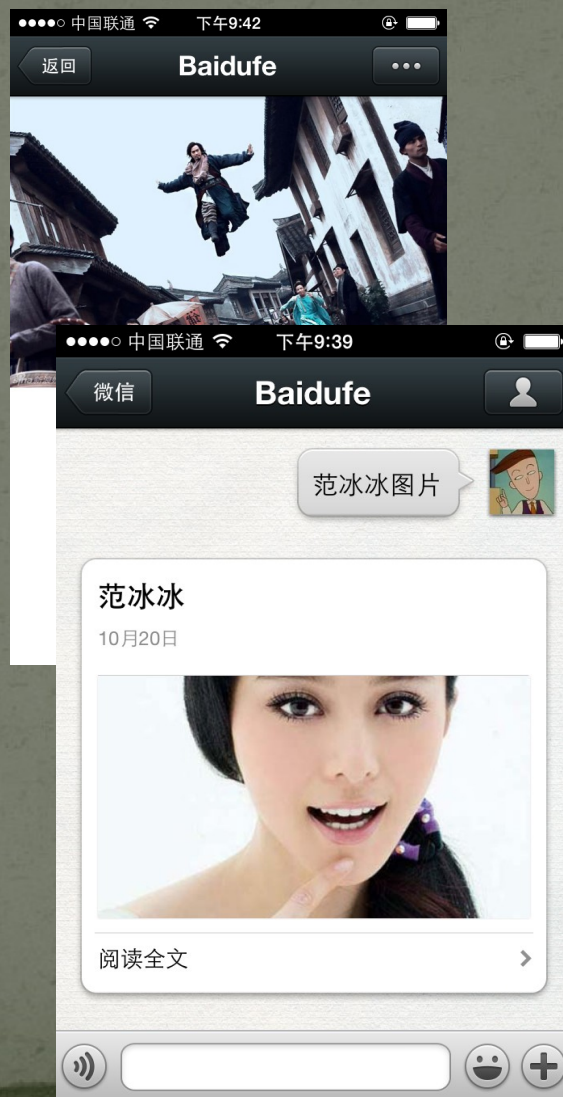 中国联通 下午9:42
返回 Baidufe
中国联通 下午9:39
微信 Baidufe
范冰冰图片
范冰冰
10月20日
阅读全文